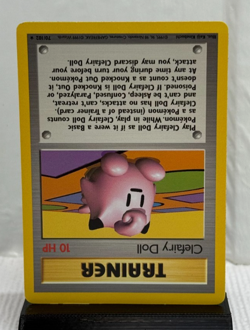 TRAINER
Clefairy Doll
10 HP
Play Clefairy Doll as if it were a Basic
Pokémon. While in play, Clefairy Doll counts
as a Pokémon (instead of a Trainer card).
Clefairy Doll has no attacks, can't retreat,
and can't be Asleep, Confused, Paralyzed, or
Poisoned. If Clefairy Doll is Knocked Out, it
doesn't count as a Knocked Out Pokémon.
At any time during your turn before your
attack, you may discard Clefairy Doll.